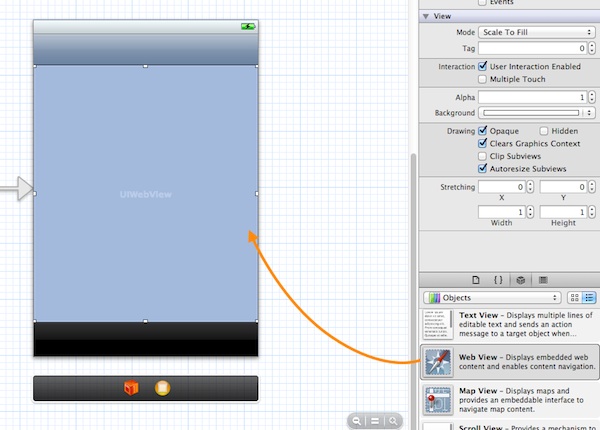 Events
View
Mode Scale To Fill
Tag 0
Interaction User Interaction Enabled
Multiple Touch
Alpha 1
Background
Drawing Opaque Hidden
Clears Graphics Context
Clip Subviews
Autoresize Subviews
Stretching 0 0
X Y
1 1
Width Height
UIWebView
{ }
Objects
Text View - Displays multiple lines of
editable text and sends an action
message to a target object when...
Web View - Displays embedded web
content and enables content navigation.
Map View - Displays maps and
provides an embeddable interface to
navigate map content.
Scroll View - Provides a mechanism to